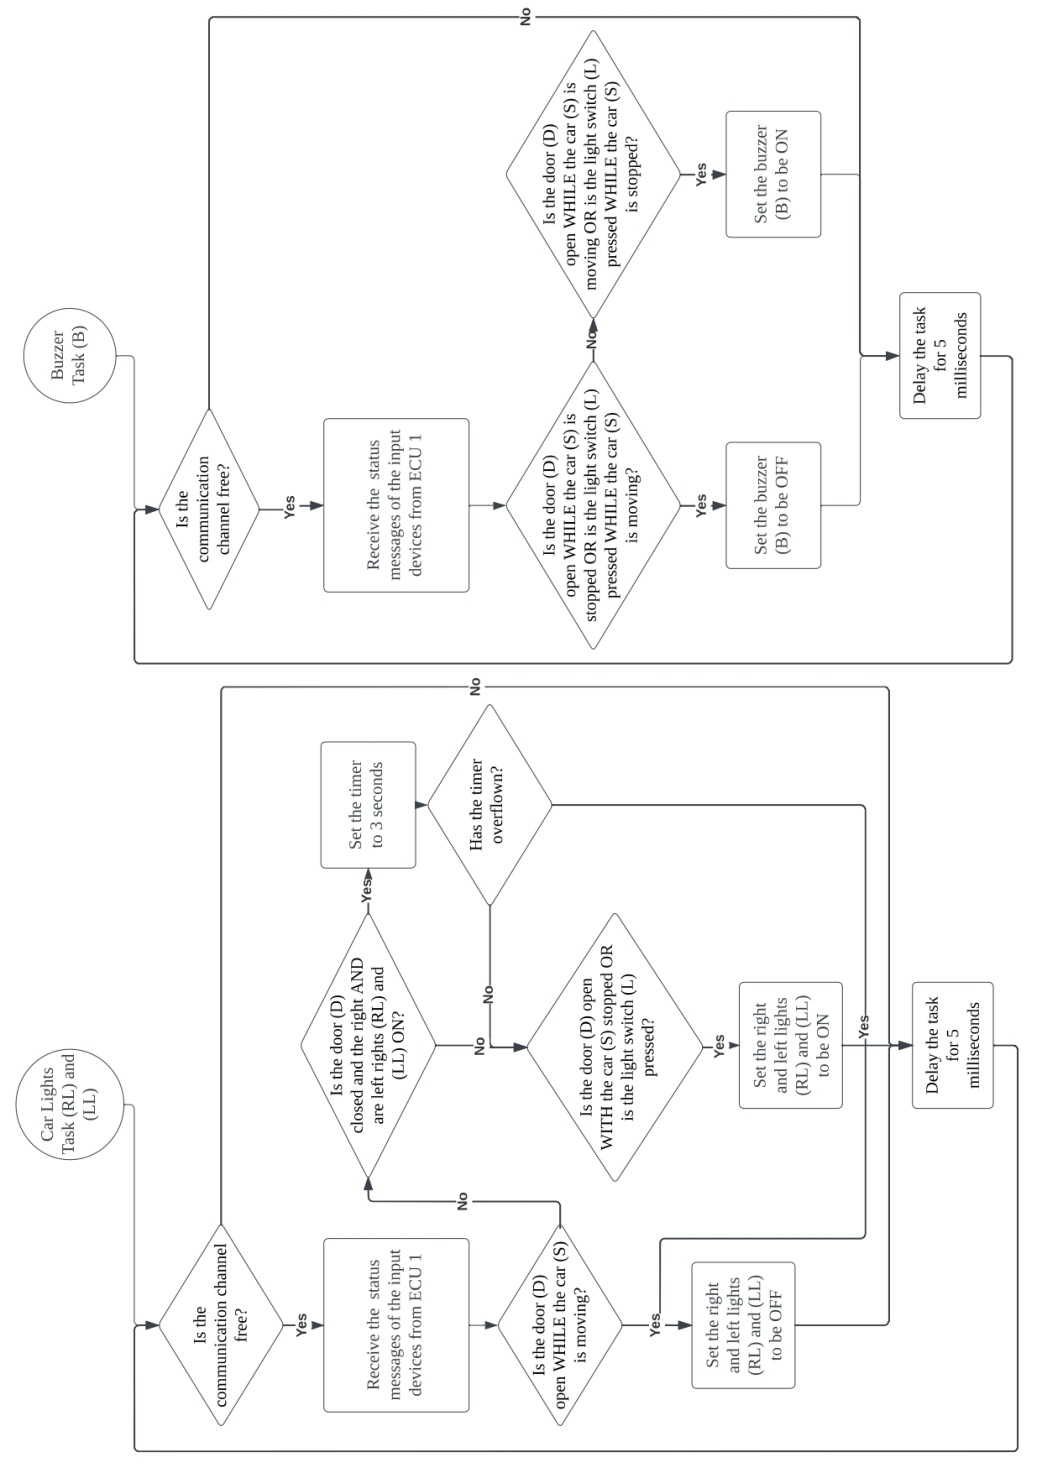 Car Lights
Task (RL) and
(LL)
Is the
communication channel
free?
No
Yes
Receive the status
messages of the input
devices from ECU 1
Is the door (D)
open WHILE the car (S)
is moving?
No
Yes
Set the right
and left lights
(RL) and (LL)
to be OFF
Is the door (D)
closed and the right AND
are left rights (RL) and
(LL) ON?
Yes
Set the timer
to 3 seconds
Has the timer
overflown?
No
No
Yes
Is the door (D) open
WITH the car (S) stopped OR
is the light switch (L)
pressed?
Yes
Set the right
and left lights
(RL) and (LL)
to be ON
Delay the task
for 5
milliseconds
Buzzer
Task (B)
Is the
communication
channel free?
No
Yes
Receive the status
messages of the input
devices from ECU 1
Is the door (D)
open WHILE the car (S) is
stopped OR is the light switch (L)
pressed WHILE the car (S)
is moving?
Yes
Set the buzzer
(B) to be OFF
No
Is the door (D)
open WHILE the car (S) is
moving OR is the light switch (L)
pressed WHILE the car (S)
is stopped?
Yes
Set the buzzer
(B) to be ON
Delay the task
for 5
milliseconds